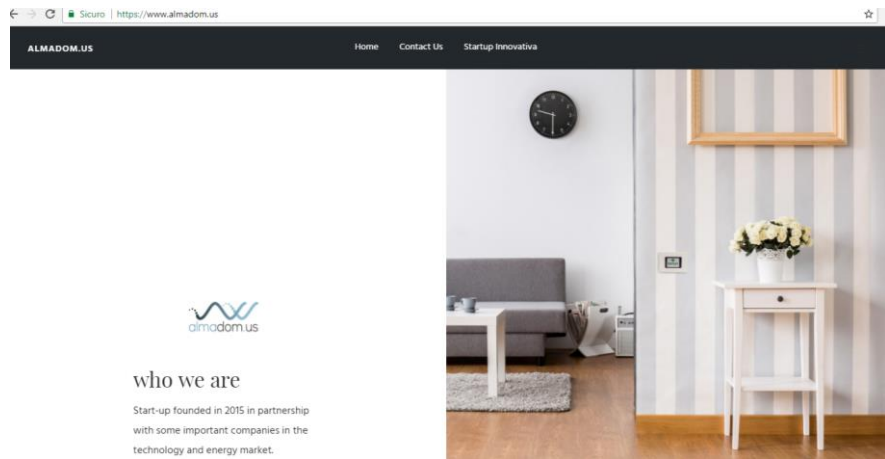 Sicuro | https://www.almadom.us
ALMADOM.US
Home Contact Us Startup Innovativa
almadom.us
who we are
Start-up founded in 2015 in partnership
with some important companies in the
technology and energy market.